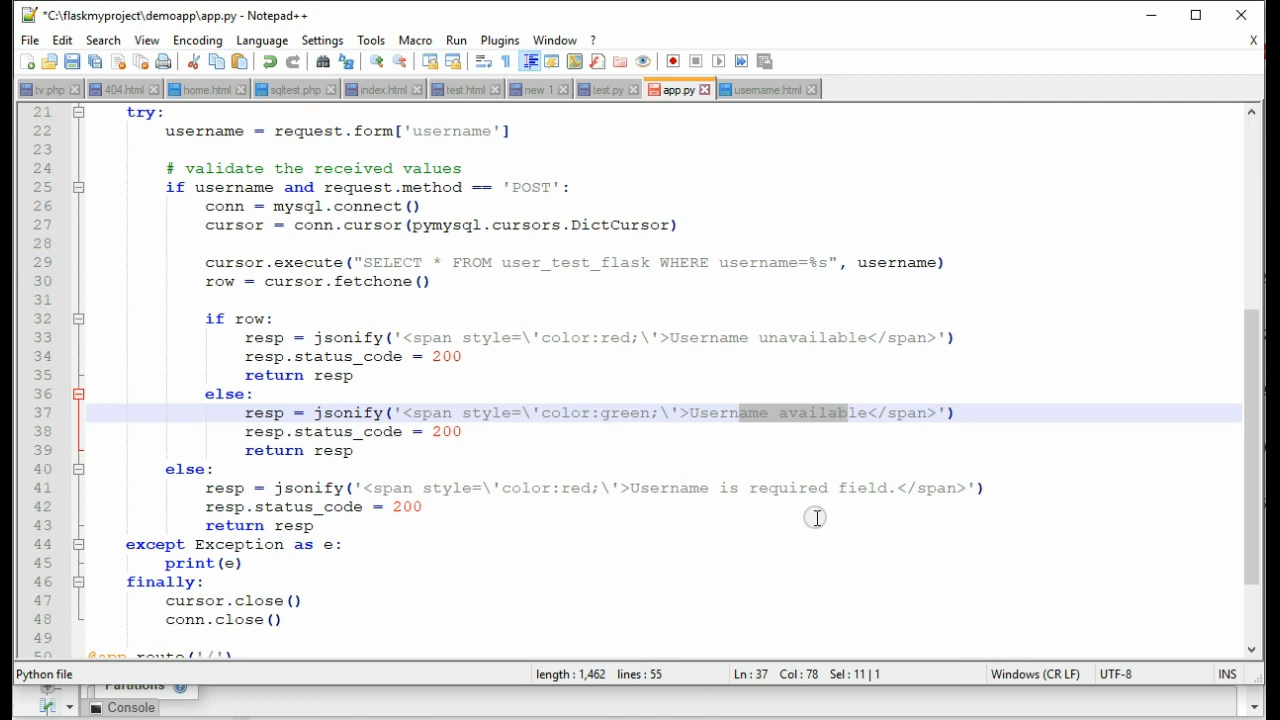 *C:\flaskmyproject\demoapp\app.py - Notepad++
File Edit Search View Encoding Language Settings Tools Macro Run Plugins Window ? X
tv.php 404.html home.html sqltest.php index.html test.html new 1 test.py app.py username.html
21 try:
22 username = request.form['username']
23
24 # validate the received values
25 if username and request.method == 'POST':
26 conn = mysql.connect()
27 cursor = conn.cursor(pymysql.cursors.DictCursor)
28
29 cursor.execute("SELECT * FROM user_test_flask WHERE username=%s", username)
30 row = cursor.fetchone()
31
32 if row:
33 resp = jsonify('<span style=\'color:red;\'>Username unavailable</span>')
34 resp.status_code = 200
35 return resp
36 else:
37 resp = jsonify('<span style=\'color:green;\'>Username available</span>')
38 resp.status_code = 200
39 return resp
40 else:
41 resp = jsonify('<span style=\'color:red;\'>Username is required field.</span>')
42 resp.status_code = 200
43 return resp
44 except Exception as e:
45 print(e)
46 finally:
47 cursor.close()
48 conn.close()
49
50 @app.route('/')
Python file length : 1,462 lines : 55 Ln : 37 Col : 78 Sel : 11 | 1 Windows (CR LF) UTF-8 INS
Partitions
Console